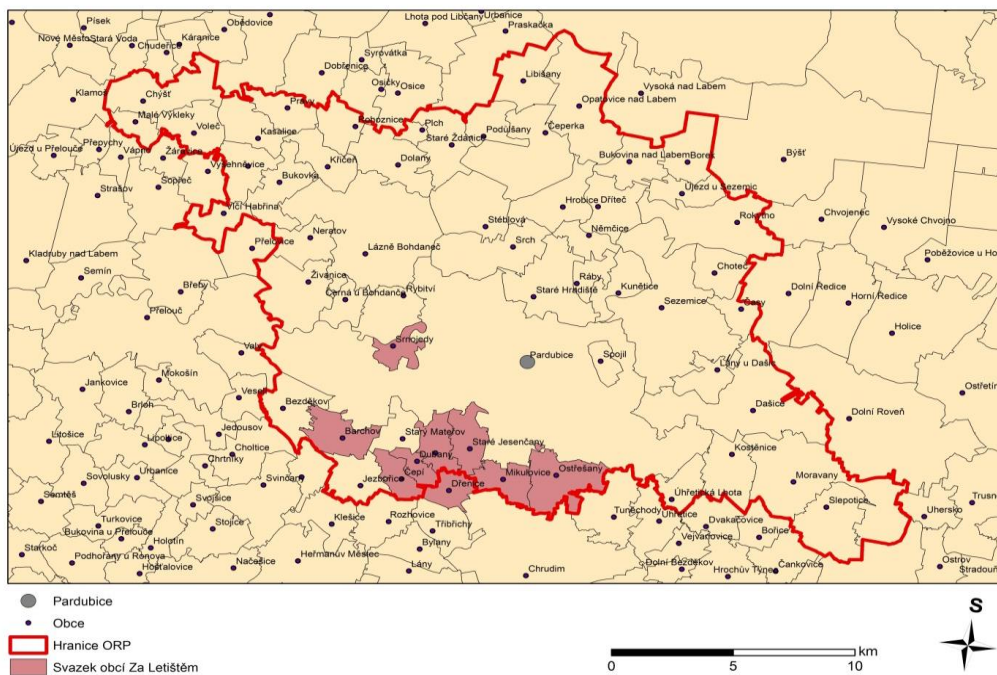 Písek
Obědovice
Lhota pod Libčany
Urbanice
Praskačka
Nové Město
Stará Voda
Káranice
Chudeřice
Syrovátka
Dobřenice
Osičky
Osice
Libišany
Vysoká nad Labem
Klamoš
Chýšť
Pravy
Opatovice nad Labem
Malé Výkleky
Voleč
Kasalice
Rohoznice
Plch
Podůlšany
Čeperka
Staré Ždánice
Újezd u Přelouče
Přepychy
Vápno
Žáravice
Vyšehněvice
Křičeň
Dolany
Bukovina nad Labem
Borek
Býšť
Strašov
Sopřeč
Bukovka
Újezd u Sezemic
Vlčí Habřina
Hrobice
Dříteč
Rokytno
Chvojenec
Vysoké Chvojno
Stéblová
Němčice
Přelovice
Neratov
Lázně Bohdaneč
Srch
Kladruby nad Labem
Semín
Poběžovice u Ho
Choteč
Břehy
Živanice
Černá u Bohdanče
Rybitví
Ráby
Staré Hradiště
Kunětice
Sezemice
Časy
Dolní Ředice
Horní Ředice
Přelouč
Holice
Srnojedy
Valy
Pardubice
Spojil
Lány u Dašic
Jankovice
Mokošín
Veselí
Bezděkov
Ostřetín
Brloh
Dašice
Dolní Roveň
Litošice
Lipoltice
Jedousov
Choltice
Barchov
Starý Mateřov
Staré Jesenčany
Dubany
Kostěnice
Sovolusky
Urbanice
Chrtníky
Svinčany
Jezbořice
Čepí
Dřenice
Mikulovice
Ostřešany
Moravany
Semtěš
Svojšice
Úhřetická Lhota
Slepotice
Trusn
Turkovice
Bukovina u Přelouče
Stojice
Klešice
Rozhovice
Třibřichy
Tuněchody
Úhřetice
Dvakačovice
Uhersko
Vejvanovice
Bořice
Starkoč
Holotín
Bylany
Podhořany u Ronova
Hošťalovice
Načešice
Heřmanův Městec
Lány
Chrudim
Dolní Bezděkov
Hrochův Týne
Čankovice
Ostrov
Stradouň
Pardubice
Obce
Hranice ORP
Svazek obcí Za Letištěm
0 5 10 km
S